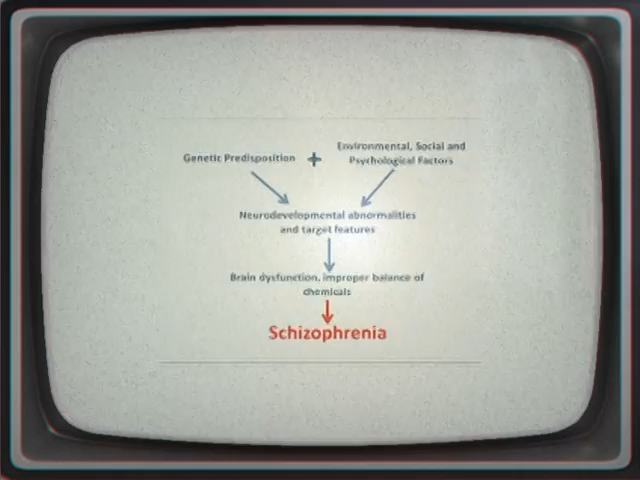 Genetic Predisposition + Environmental, Social and
Psychological Factors
Neurodevelopmental abnormalities
and target features
Brain dysfunction, improper balance of
chemicals
Schizophrenia